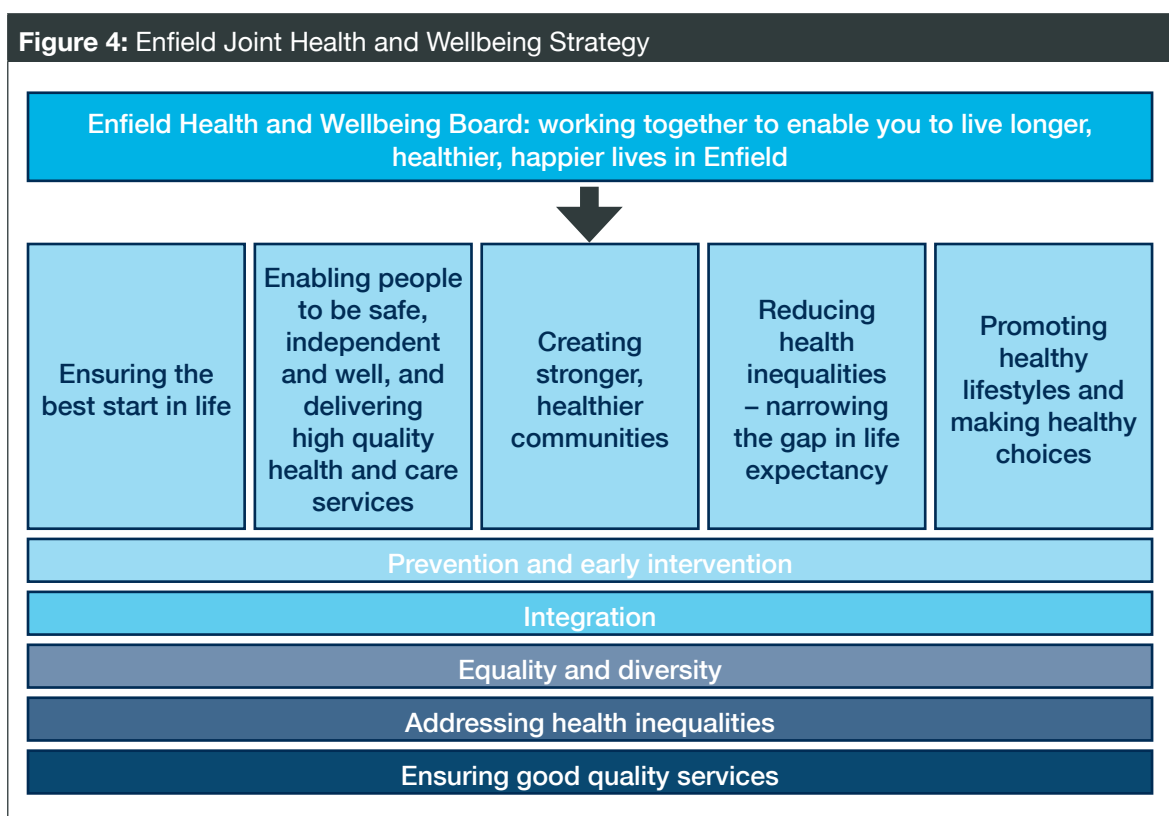 Figure 4: Enfield Joint Health and Wellbeing Strategy
Enfield Health and Wellbeing Board: working together to enable you to live longer,
healthier, happier lives in Enfield
Ensuring the
best start in life
Enabling people
to be safe,
independent
and well, and
delivering
high quality
health and care
services
Creating
stronger,
healthier
communities
Reducing
health
inequalities
– narrowing
the gap in life
expectancy
Promoting
healthy
lifestyles and
making healthy
choices
Prevention and early intervention
Integration
Equality and diversity
Addressing health inequalities
Ensuring good quality services